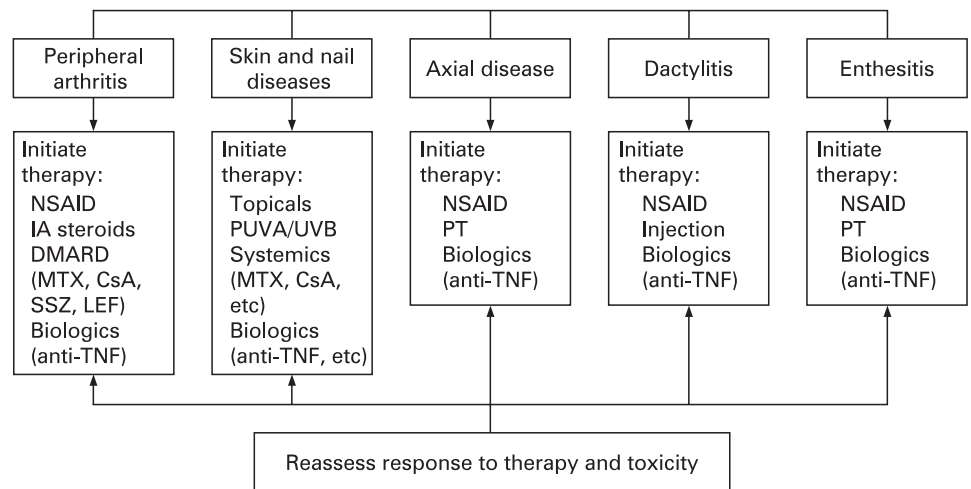 Peripheral
arthritis
Skin and nail
diseases
Axial disease
Dactylitis
Enthesitis
Initiate
therapy:
NSAID
IA steroids
DMARD
(MTX, CsA,
SSZ, LEF)
Biologics
(anti-TNF)
Initiate
therapy:
Topicals
PUVA/UVB
Systemics
(MTX, CsA,
etc)
Biologics
(anti-TNF, etc)
Initiate
therapy:
NSAID
PT
Biologics
(anti-TNF)
Initiate
therapy:
NSAID
Injection
Biologics
(anti-TNF)
Initiate
therapy:
NSAID
PT
Biologics
(anti-TNF)
Reassess response to therapy and toxicity